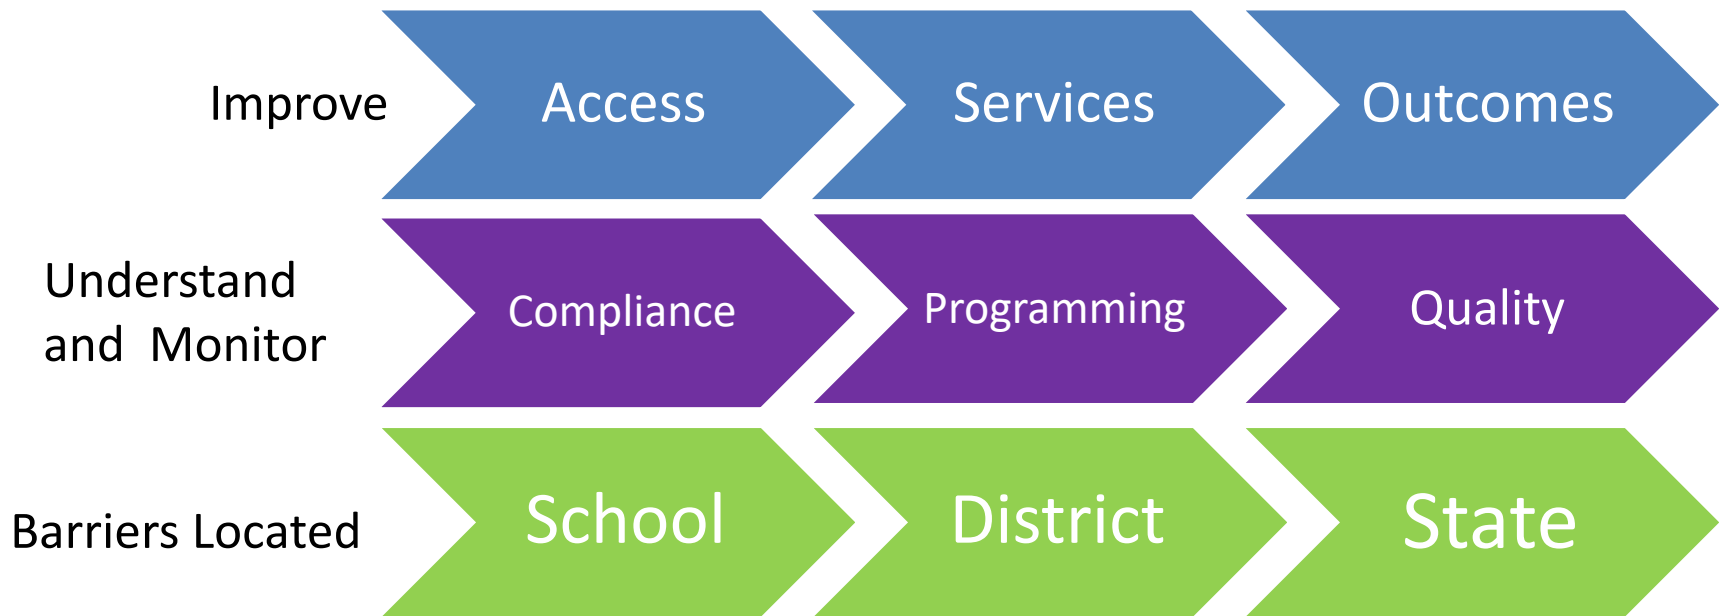 Improve
Access
Services
Outcomes
Understand
and  Monitor
Compliance
Programming
Quality
Barriers Located
School
District
State